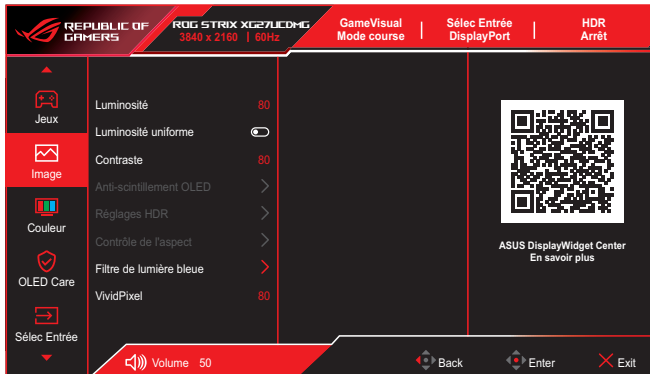 REPUBLIC OF
GAMERS
ROG STRIX XG27UCDMG
3840 x 2160 | 60Hz
GameVisual
Mode course
Sélec Entrée
DisplayPort
HDR
Arrêt
Jeux
Image
Couleur
OLED Care
Sélec Entrée
Luminosité 80
Luminosité uniforme
Contraste 80
Anti-scintillement OLED
Réglages HDR
Contrôle de l'aspect
Filtre de lumière bleue
VividPixel 80
ASUS DisplayWidget Center
En savoir plus
Volume 50
Back
Enter
Exit